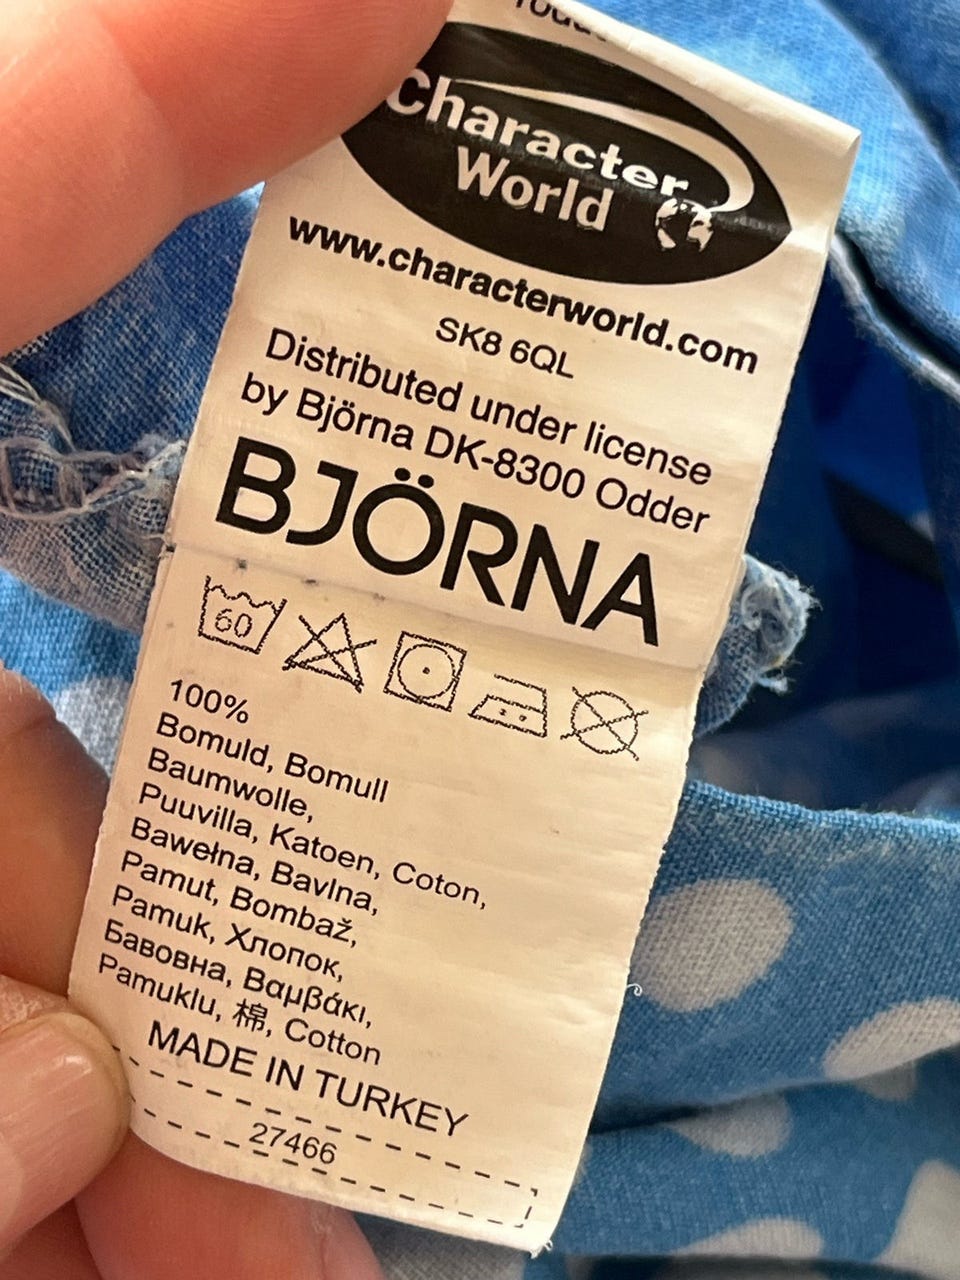 Character
World
www.characterworld.com
SK8 6QL
Distributed under license
by Björna DK-8300 Odder
BJÖRNA
60
100%
Bomuld, Bomull
Baumwolle,
Puuvilla, Katoen, Coton,
Bawełna, Bavlna,
Pamut, Bombaž,
Pamuk, Хлопок,
Бавовна, Βαμβάκι,
Pamuklu, 棉, Cotton
MADE IN TURKEY
27466